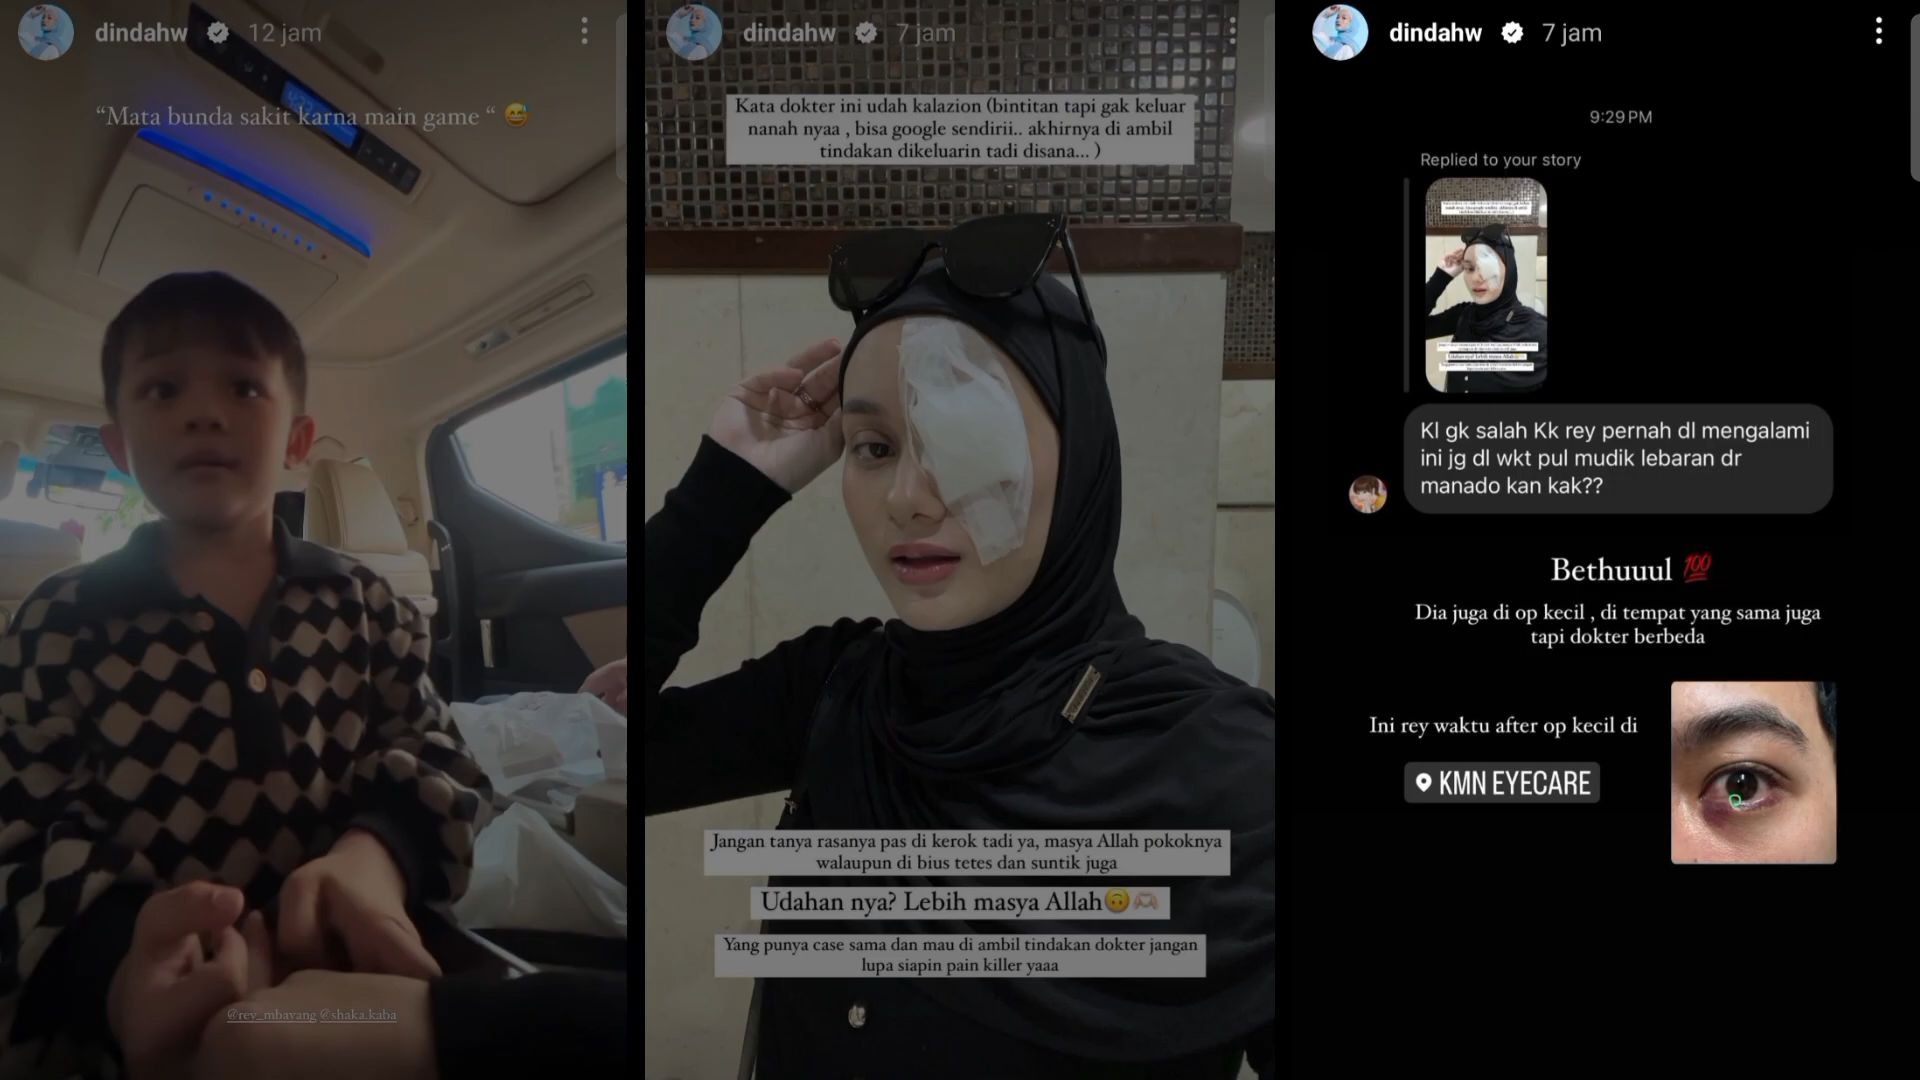 dindahw 12 jam
“Mata bunda sakit karna main game “ 😅
@rey_mbayang @shaka.kaba
dindahw 7 jam
Kata dokter ini udah kalazion (bintitan tapi gak keluar
nanah nyaa , bisa google sendirii.. akhirnya di ambil
tindakan dikeluarin tadi disana... )
Jangan tanya rasanya pas di kerok tadi ya, masya Allah pokoknya
walaupun di bius tetes dan suntik juga
Udahan nya? Lebih masya Allah🙃🫶🏻
Yang punya case sama dan mau di ambil tindakan dokter jangan
lupa siapin pain killer yaaa
dindahw 7 jam
9:29 PM
Replied to your story
Kl gk salah Kk rey pernah dl mengalami
ini jg dl wkt pul mudik lebaran dr
manado kan kak??
Bethuuul 💯
Dia juga di op kecil , di tempat yang sama juga
tapi dokter berbeda
Ini rey waktu after op kecil di
KMN EYECARE